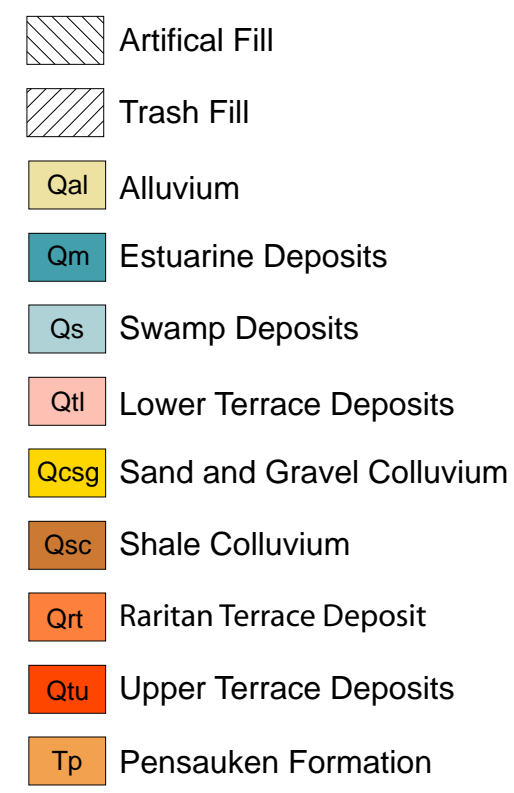 Artifical Fill
Trash Fill
Qal Alluvium
Qm Estuarine Deposits
Qs Swamp Deposits
Qtl Lower Terrace Deposits
Qcsg Sand and Gravel Colluvium
Qsc Shale Colluvium
Qrt Raritan Terrace Deposit
Qtu Upper Terrace Deposits
Tp Pensauken Formation